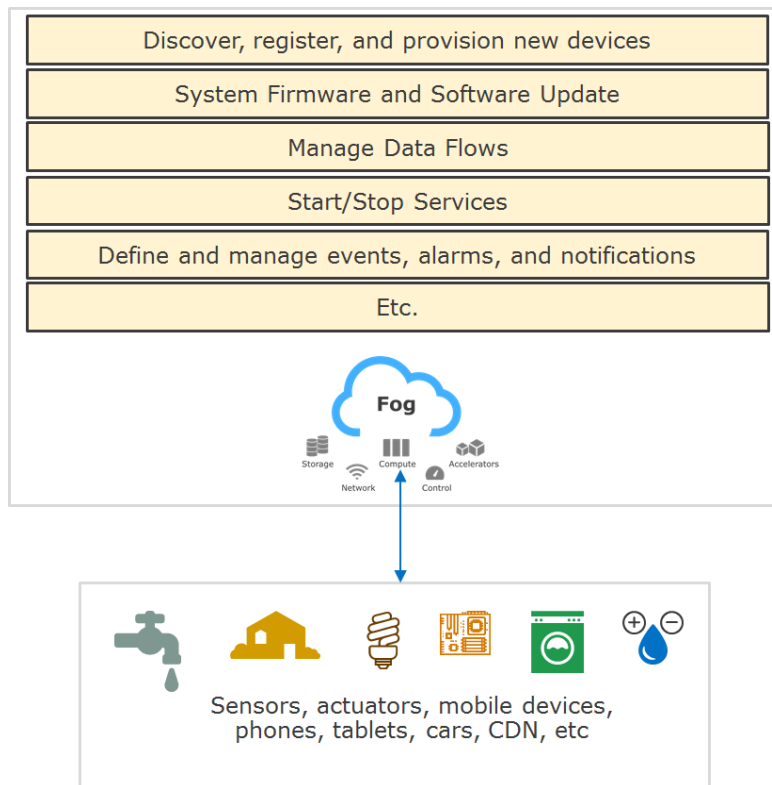 Discover, register, and provision new devices
System Firmware and Software Update
Manage Data Flows
Start/Stop Services
Define and manage events, alarms, and notifications
Etc.
Fog
Storage
Compute
Accelerators
Network
Control
Sensors, actuators, mobile devices,
phones, tablets, cars, CDN, etc